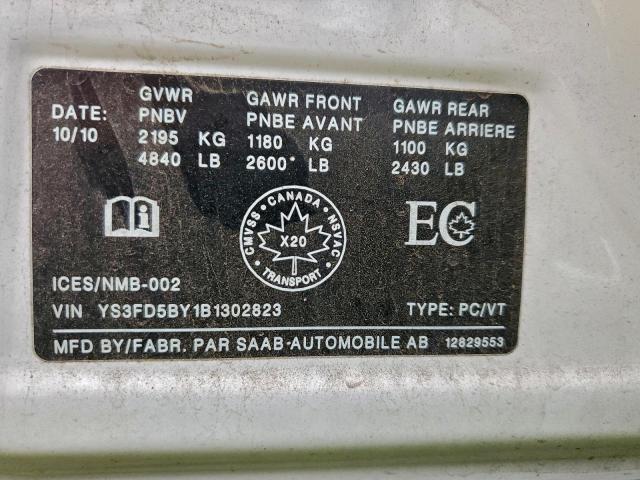 DATE: GVWR GAWR FRONT GAWR REAR
10/10 PNBV PNBE AVANT PNBE ARRIERE
2195 KG 1180 KG 1100 KG
4840 LB 2600 LB 2430 LB
CANADA
CMVSS X20 NSVAC
TRANSPORT
EC
ICES/NMB-002
VIN YS3FD5BY1B1302823 TYPE: PC/VT
MFD BY/FABR. PAR SAAB-AUTOMOBILE AB 12829553